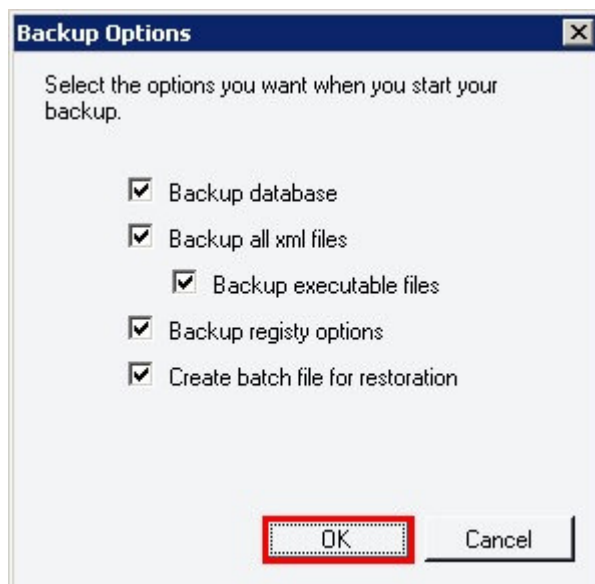 Backup Options
Select the options you want when you start your
backup.
Backup database
Backup all xml files
Backup executable files
Backup registy options
Create batch file for restoration
OK
Cancel